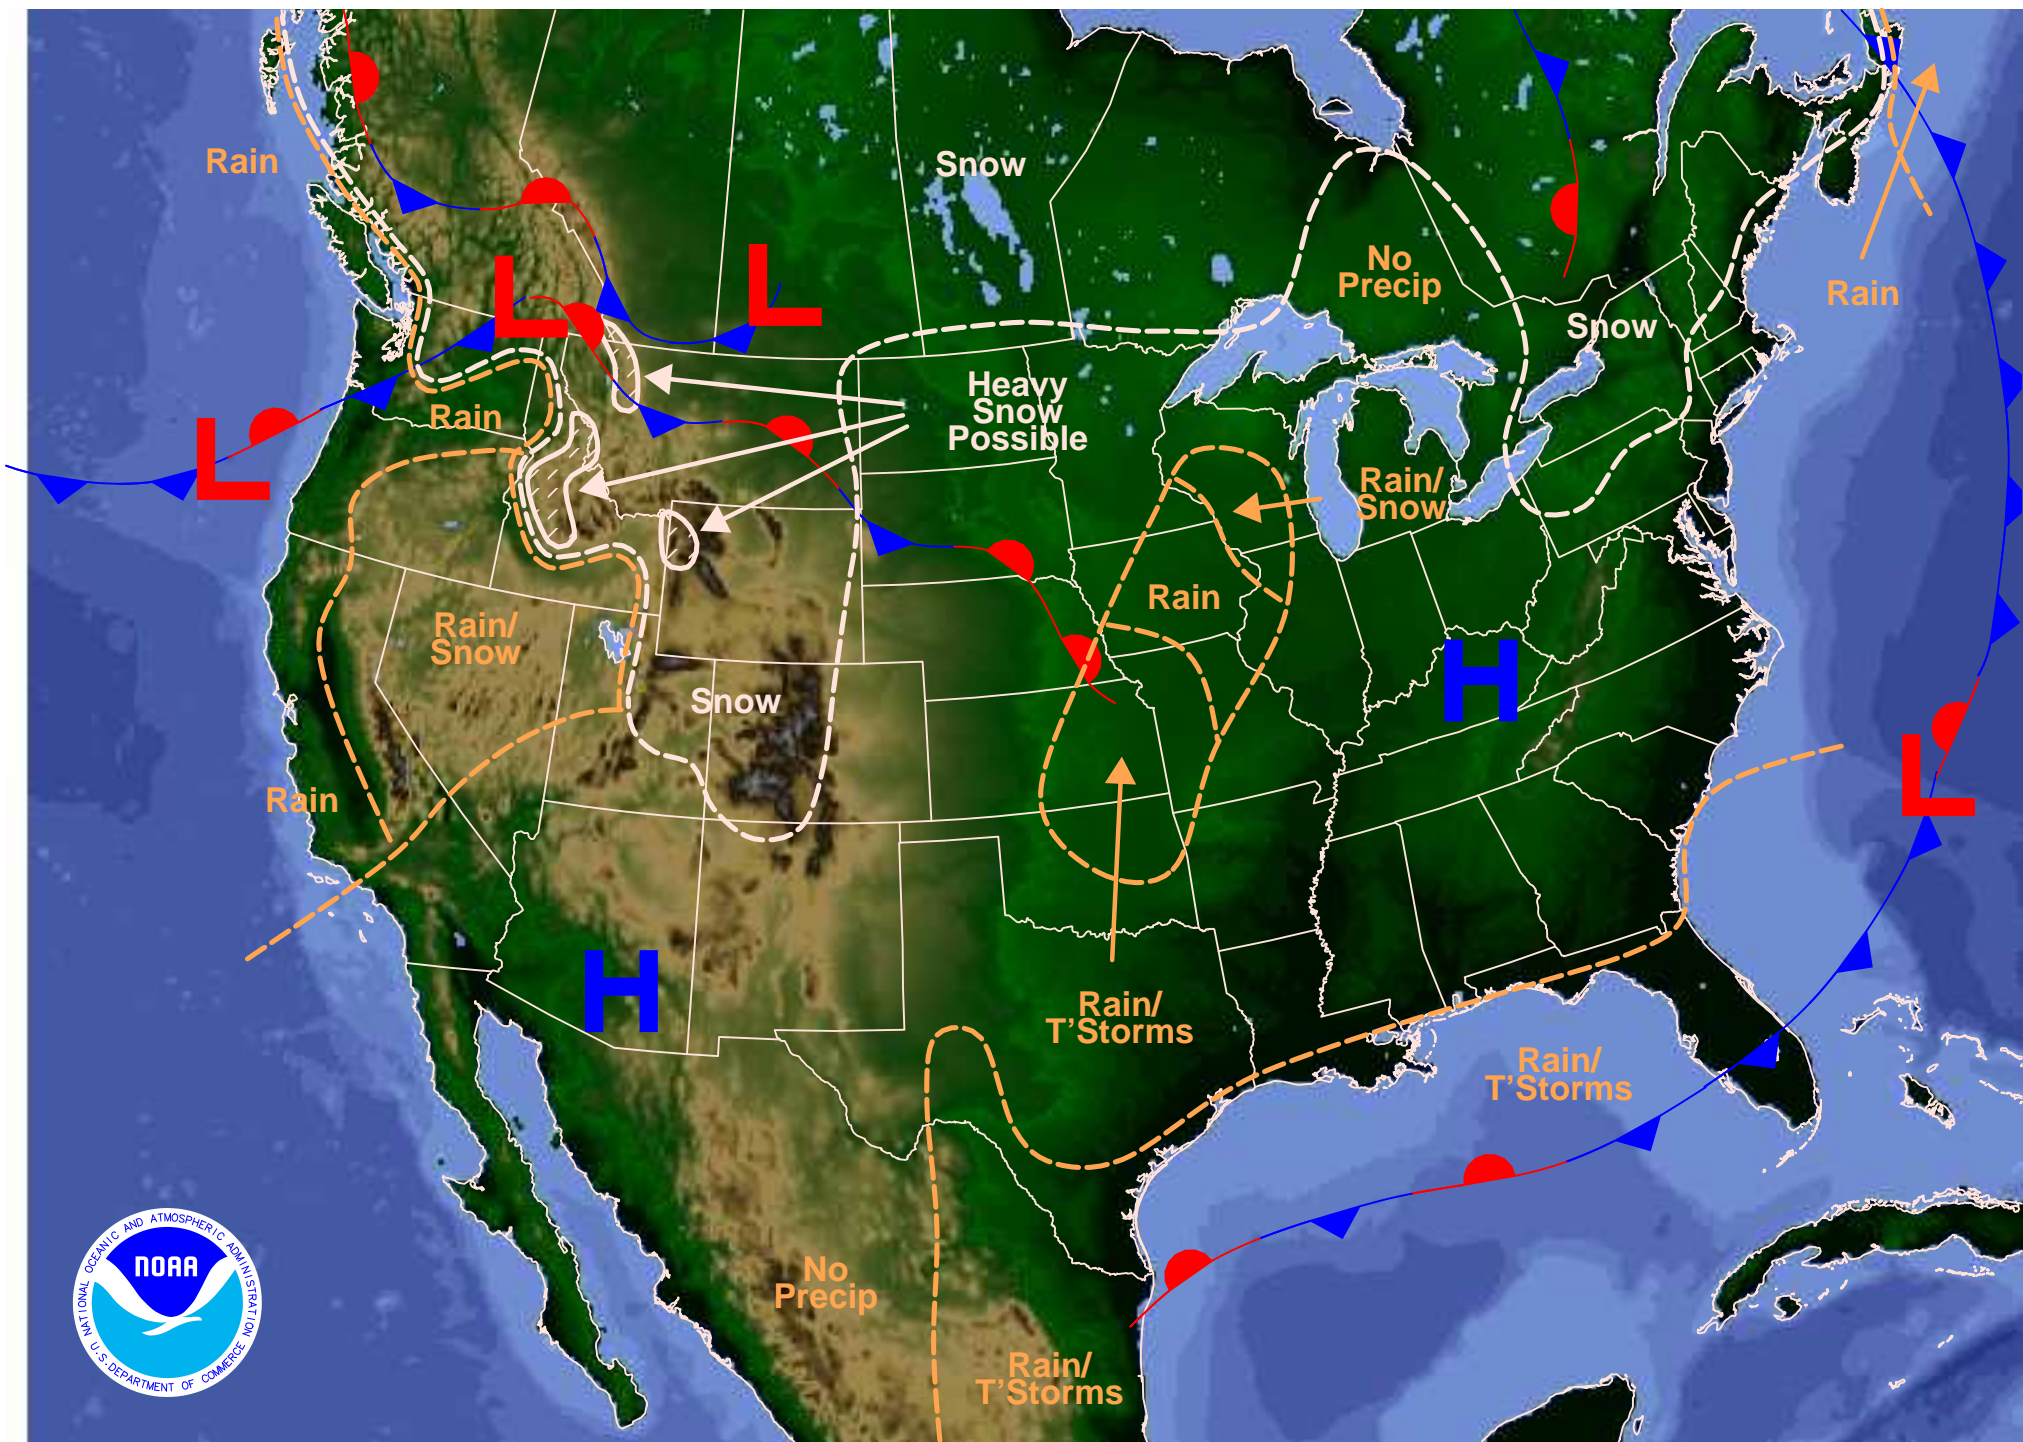 Rain
Snow
No
Precip
Rain
L
L
Snow
Heavy
Snow
Possible
Rain
L
Rain/
Snow
Rain
Rain/
Snow
H
Snow
L
Rain
H
Rain/
T'Storms
Rain/
T'Storms
No
Precip
Rain/
T'Storms
NATIONAL OCEANIC AND ATMOSPHERIC ADMINISTRATION
NOAA
U.S. DEPARTMENT OF COMMERCE